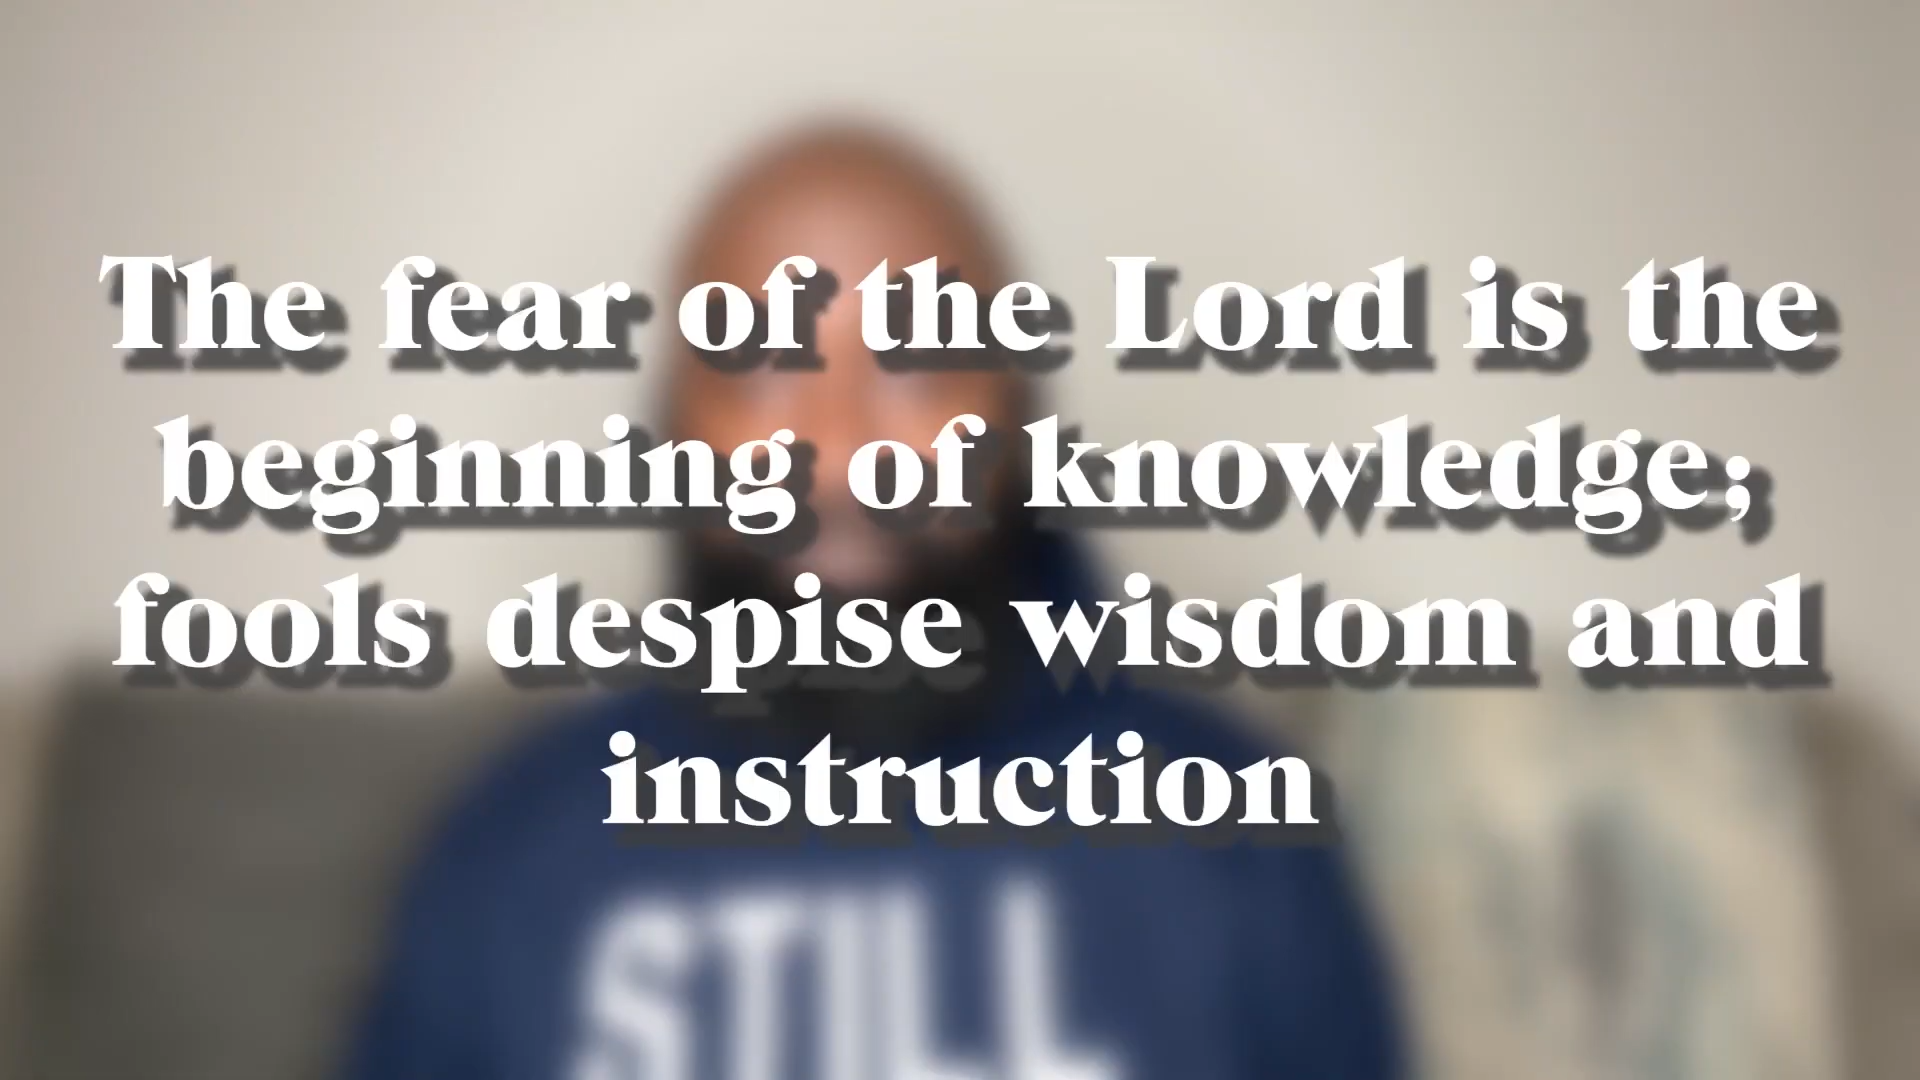 The fear of the Lord is the
beginning of knowledge;
fools despise wisdom and
instruction
STILL